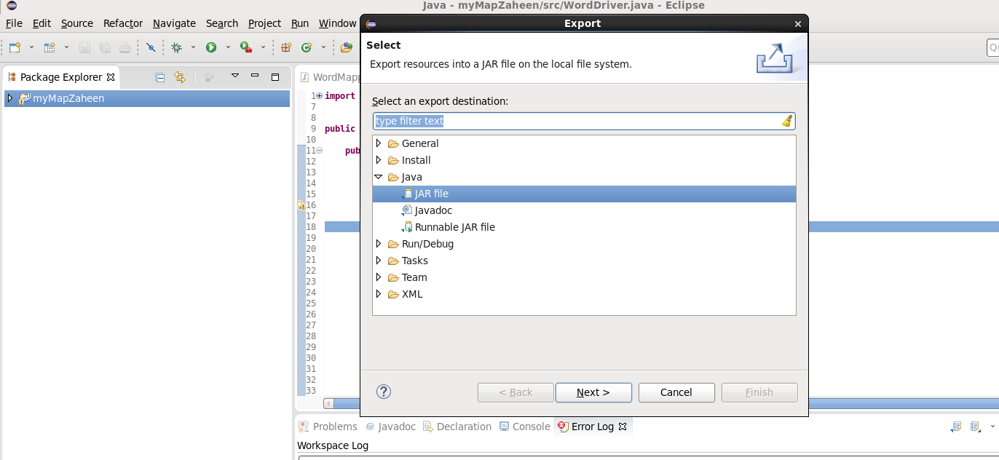 Java - myMapZaheen/src/WordDriver.java - Eclipse
File Edit Source Refactor Navigate Search Project Run Window
Package Explorer
myMapZaheen
1 import
7
8
9 public
10
11
12
13
14
15
16
17
18
19
20
21
22
23
24
25
26
27
28
29
30
31
32
33
Export
Select
Export resources into a JAR file on the local file system.
Select an export destination:
type filter text
General
Install
Java
JAR file
Javadoc
Runnable JAR file
Run/Debug
Tasks
Team
XML
< Back Next > Cancel Finish
Problems @ Javadoc Declaration Console Error Log
Workspace Log